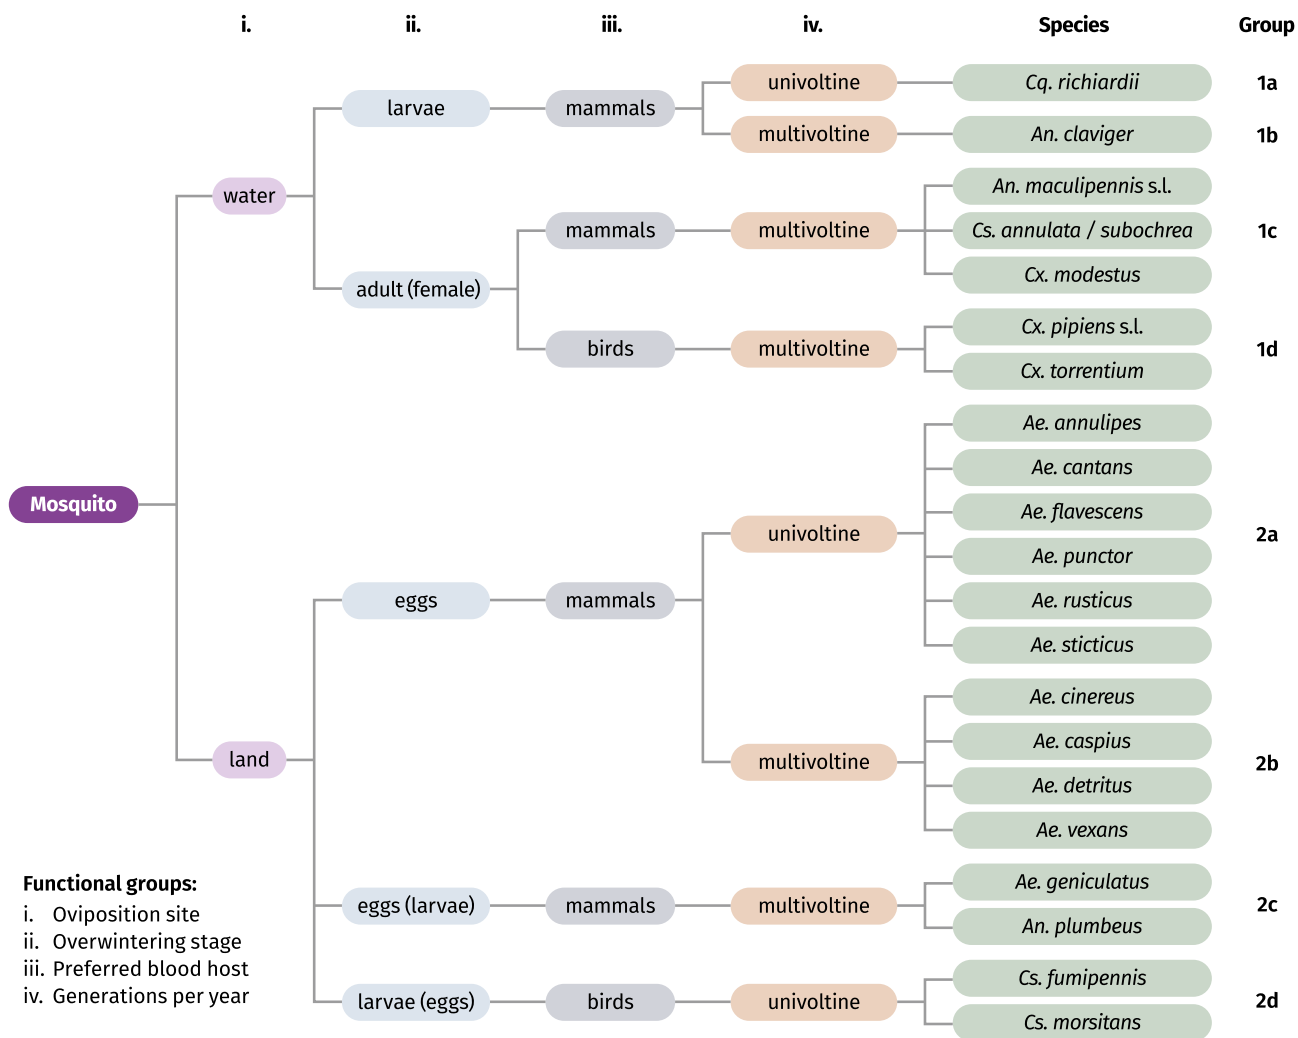 i. ii. iii. iv. Species Group
larvae mammals univoltine Cq. richiardii 1a
multivoltine An. claviger 1b
water
An. maculipennis s.l.
mammals multivoltine Cs. annulata / subochrea 1c
adult (female)
Cx. modestus
Cx. pipiens s.l.
birds multivoltine 1d
Cx. torrentium
Mosquito
Ae. annulipes
Ae. cantans
Ae. flavescens
univoltine 2a
Ae. punctor
eggs mammals Ae. rusticus
Ae. sticticus
land
Ae. cinereus
Ae. caspius
multivoltine 2b
Ae. detritus
Ae. vexans
Ae. geniculatus
eggs (larvae) mammals multivoltine 2c
An. plumbeus
Cs. fumipennis
larvae (eggs) birds univoltine 2d
Cs. morsitans
Functional groups:
i. Oviposition site
ii. Overwintering stage
iii. Preferred blood host
iv. Generations per year